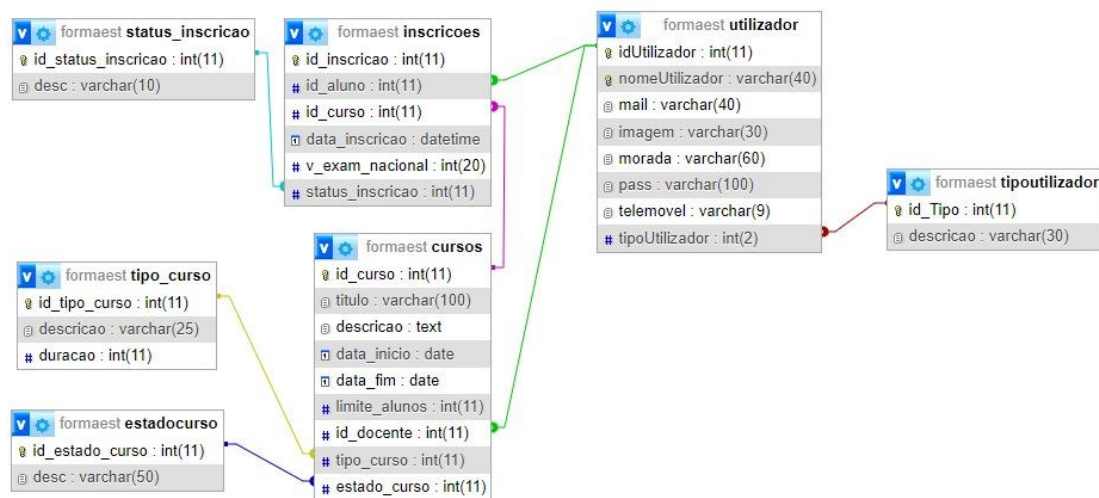 formaest status_inscricao
id_status_inscricao : int(11)
desc : varchar(10)
formaest inscricoes
id_inscricao : int(11)
id_aluno : int(11)
id_curso : int(11)
data_inscricao : datetime
v_exam_nacional : int(20)
status_inscricao : int(11)
formaest utilizador
idUtilizador : int(11)
nomeUtilizador : varchar(40)
mail : varchar(40)
imagem : varchar(30)
morada : varchar(60)
pass : varchar(100)
telemovel : varchar(9)
tipoUtilizador : int(2)
formaest tipoutilizador
id_Tipo : int(11)
descricao : varchar(30)
formaest tipo_curso
id_tipo_curso : int(11)
descricao : varchar(25)
duracao : int(11)
formaest cursos
id_curso : int(11)
titulo : varchar(100)
descricao : text
data_inicio : date
data_fim : date
limite_alunos : int(11)
id_docente : int(11)
tipo_curso : int(11)
estado_curso : int(11)
formaest estadocurso
id_estado_curso : int(11)
desc : varchar(50)